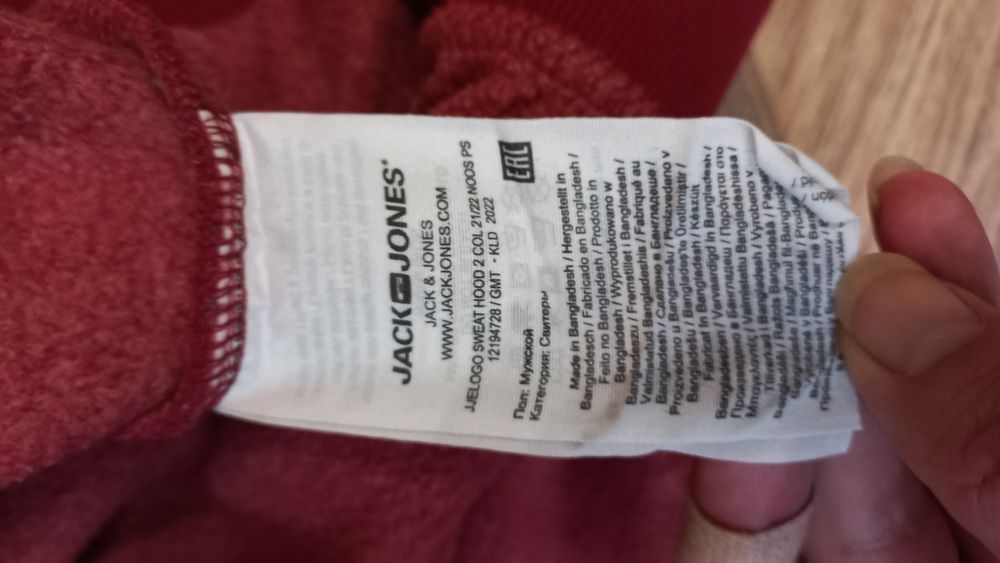 JACK JONES®
JACK & JONES
WWW.JACKJONES.COM
JJELOGO SWEAT HOOD 2 COL 21/22 NOOS PS
12194728 / GMT - KLD 2022
EAC
Пол: Мужской
Категория: Свитеры
Made in Bangladesh / Hergestellt in
Bangladesch / Fabricado en Bangladesh /
Feito no Bangladesh / Prodotto in
Bangladesh / Wyprodukowano w
Bangladeszu / Fremstillet i Bangladesh /
Valmistatud Bangladeshis / Fabriqué au
Bangladesh / Сделано в Бангладеше /
Proizvedeno u Bangladešu / Proizvedeno v
Bangladešu / Bangladeş'te Üretilmiştir /
Fabricat în Bangladesh / Készült
Bangladesben / Vervaardigd in Bangladesh /
Произведено в Бангладеш / Παράγεται στο
Μπαγκλαντές / Valmistettu Bangladeshissa /
Tillverkad i Bangladesh / Vyrobeno v